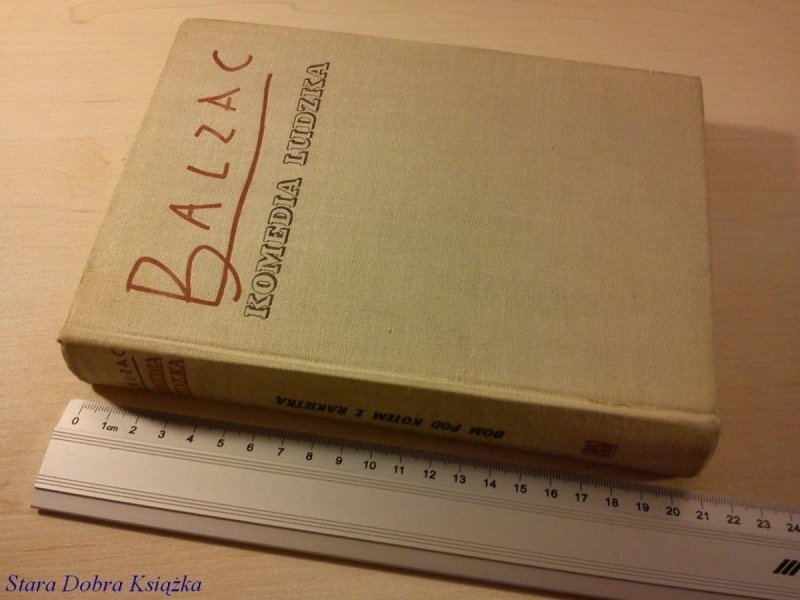 BALZAC
KOMEDIA LUDZKA
BALZAC
KOMEDIA
LUDZKA
DOM POD KOTEM Z RAKIETKĄ
0 1cm 2 3 4 5 6 7 8 9 10 11 12 13 14 15 16 17 18 19 20 21 22 23 24
Stara Dobra Książka